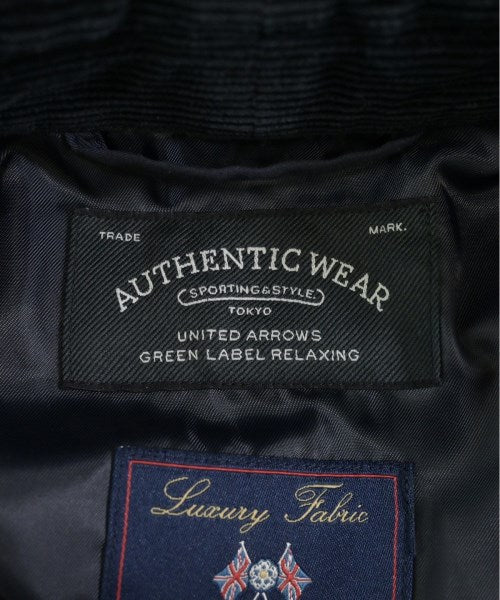 TRADE MARK.
AUTHENTIC WEAR
SPORTING & STYLE.
TOKYO
UNITED ARROWS
GREEN LABEL RELAXING
Luxury Fabric